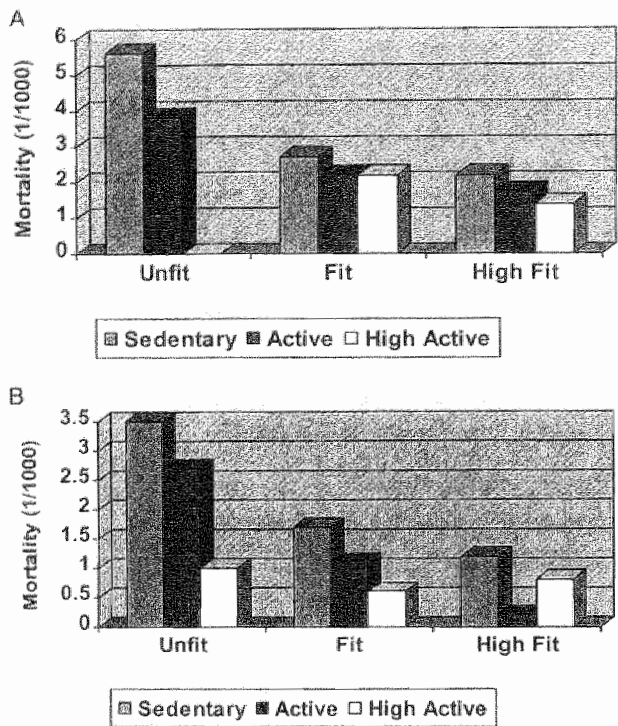 A
Mortality (1/1000)
6
5
4
3
2
1
0
Unfit Fit High Fit
Sedentary Active High Active
B
Mortality (1/1000)
3.5
3
2.5
2
1.5
1
0.5
0
Unfit Fit High Fit
Sedentary Active High Active